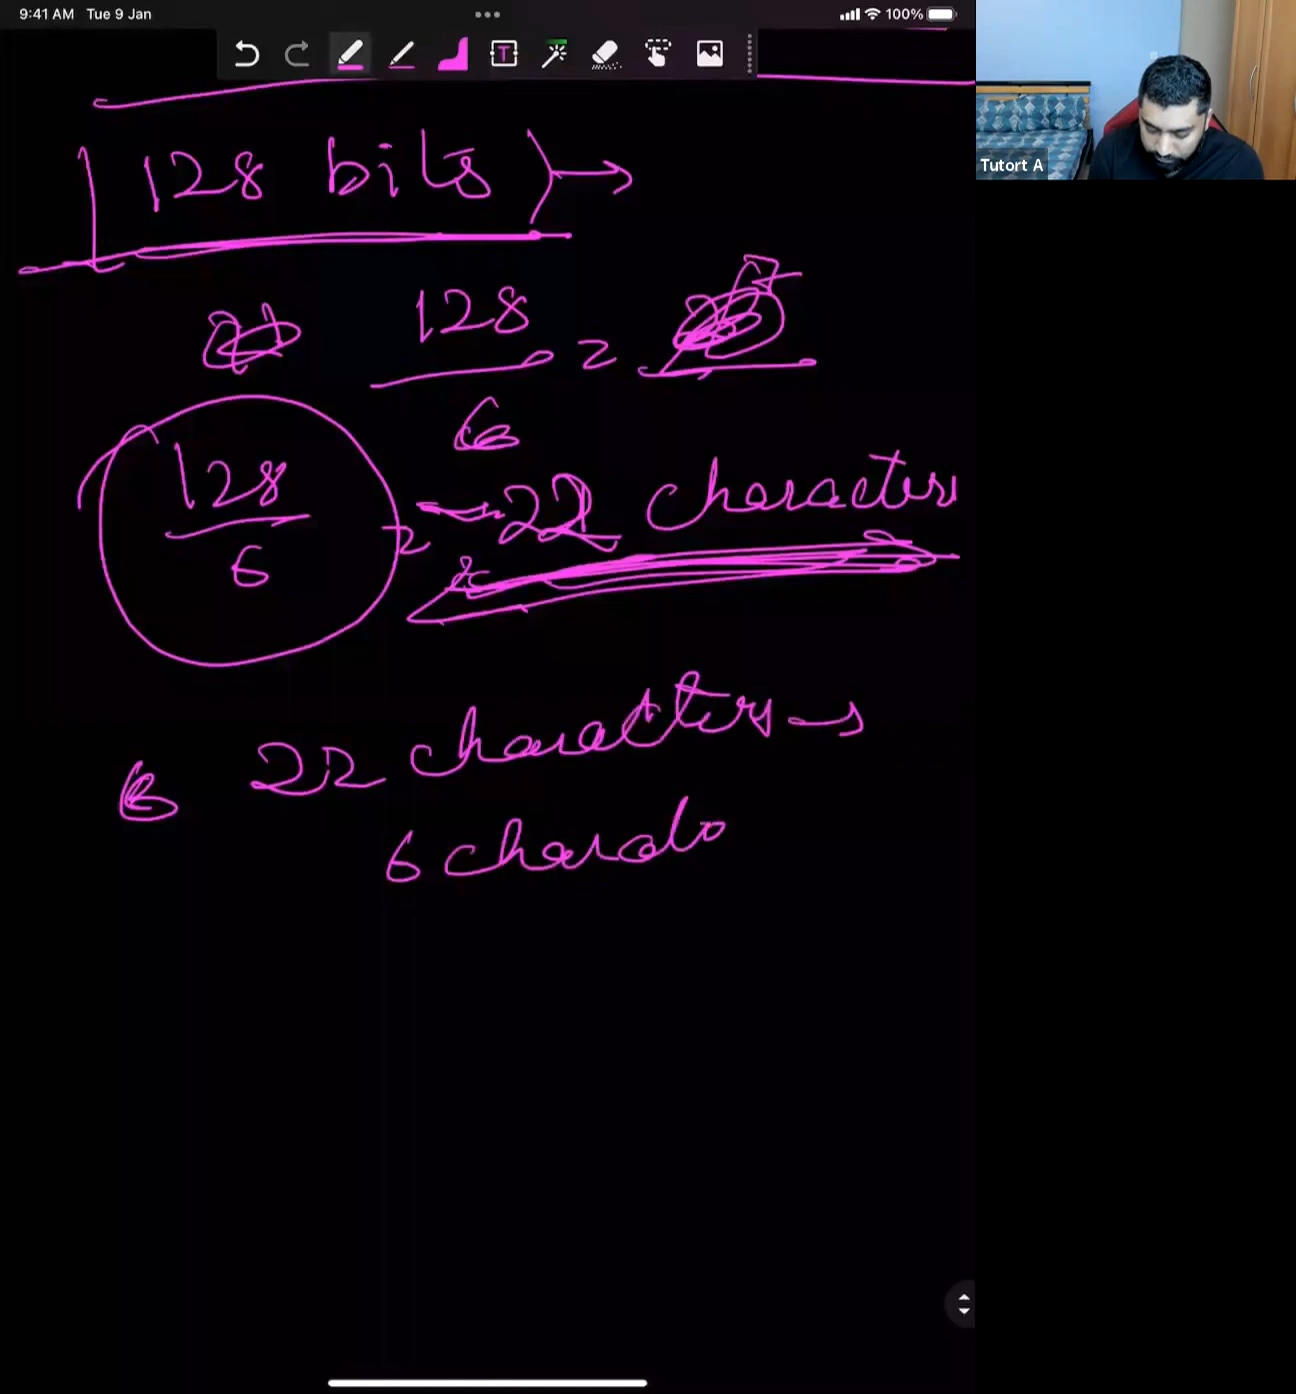 9:41 AM Tue 9 Jan
100%
T
Tutort A
128 bits
128
6
=
128
6
= 22 characters
22 characters
6 charac